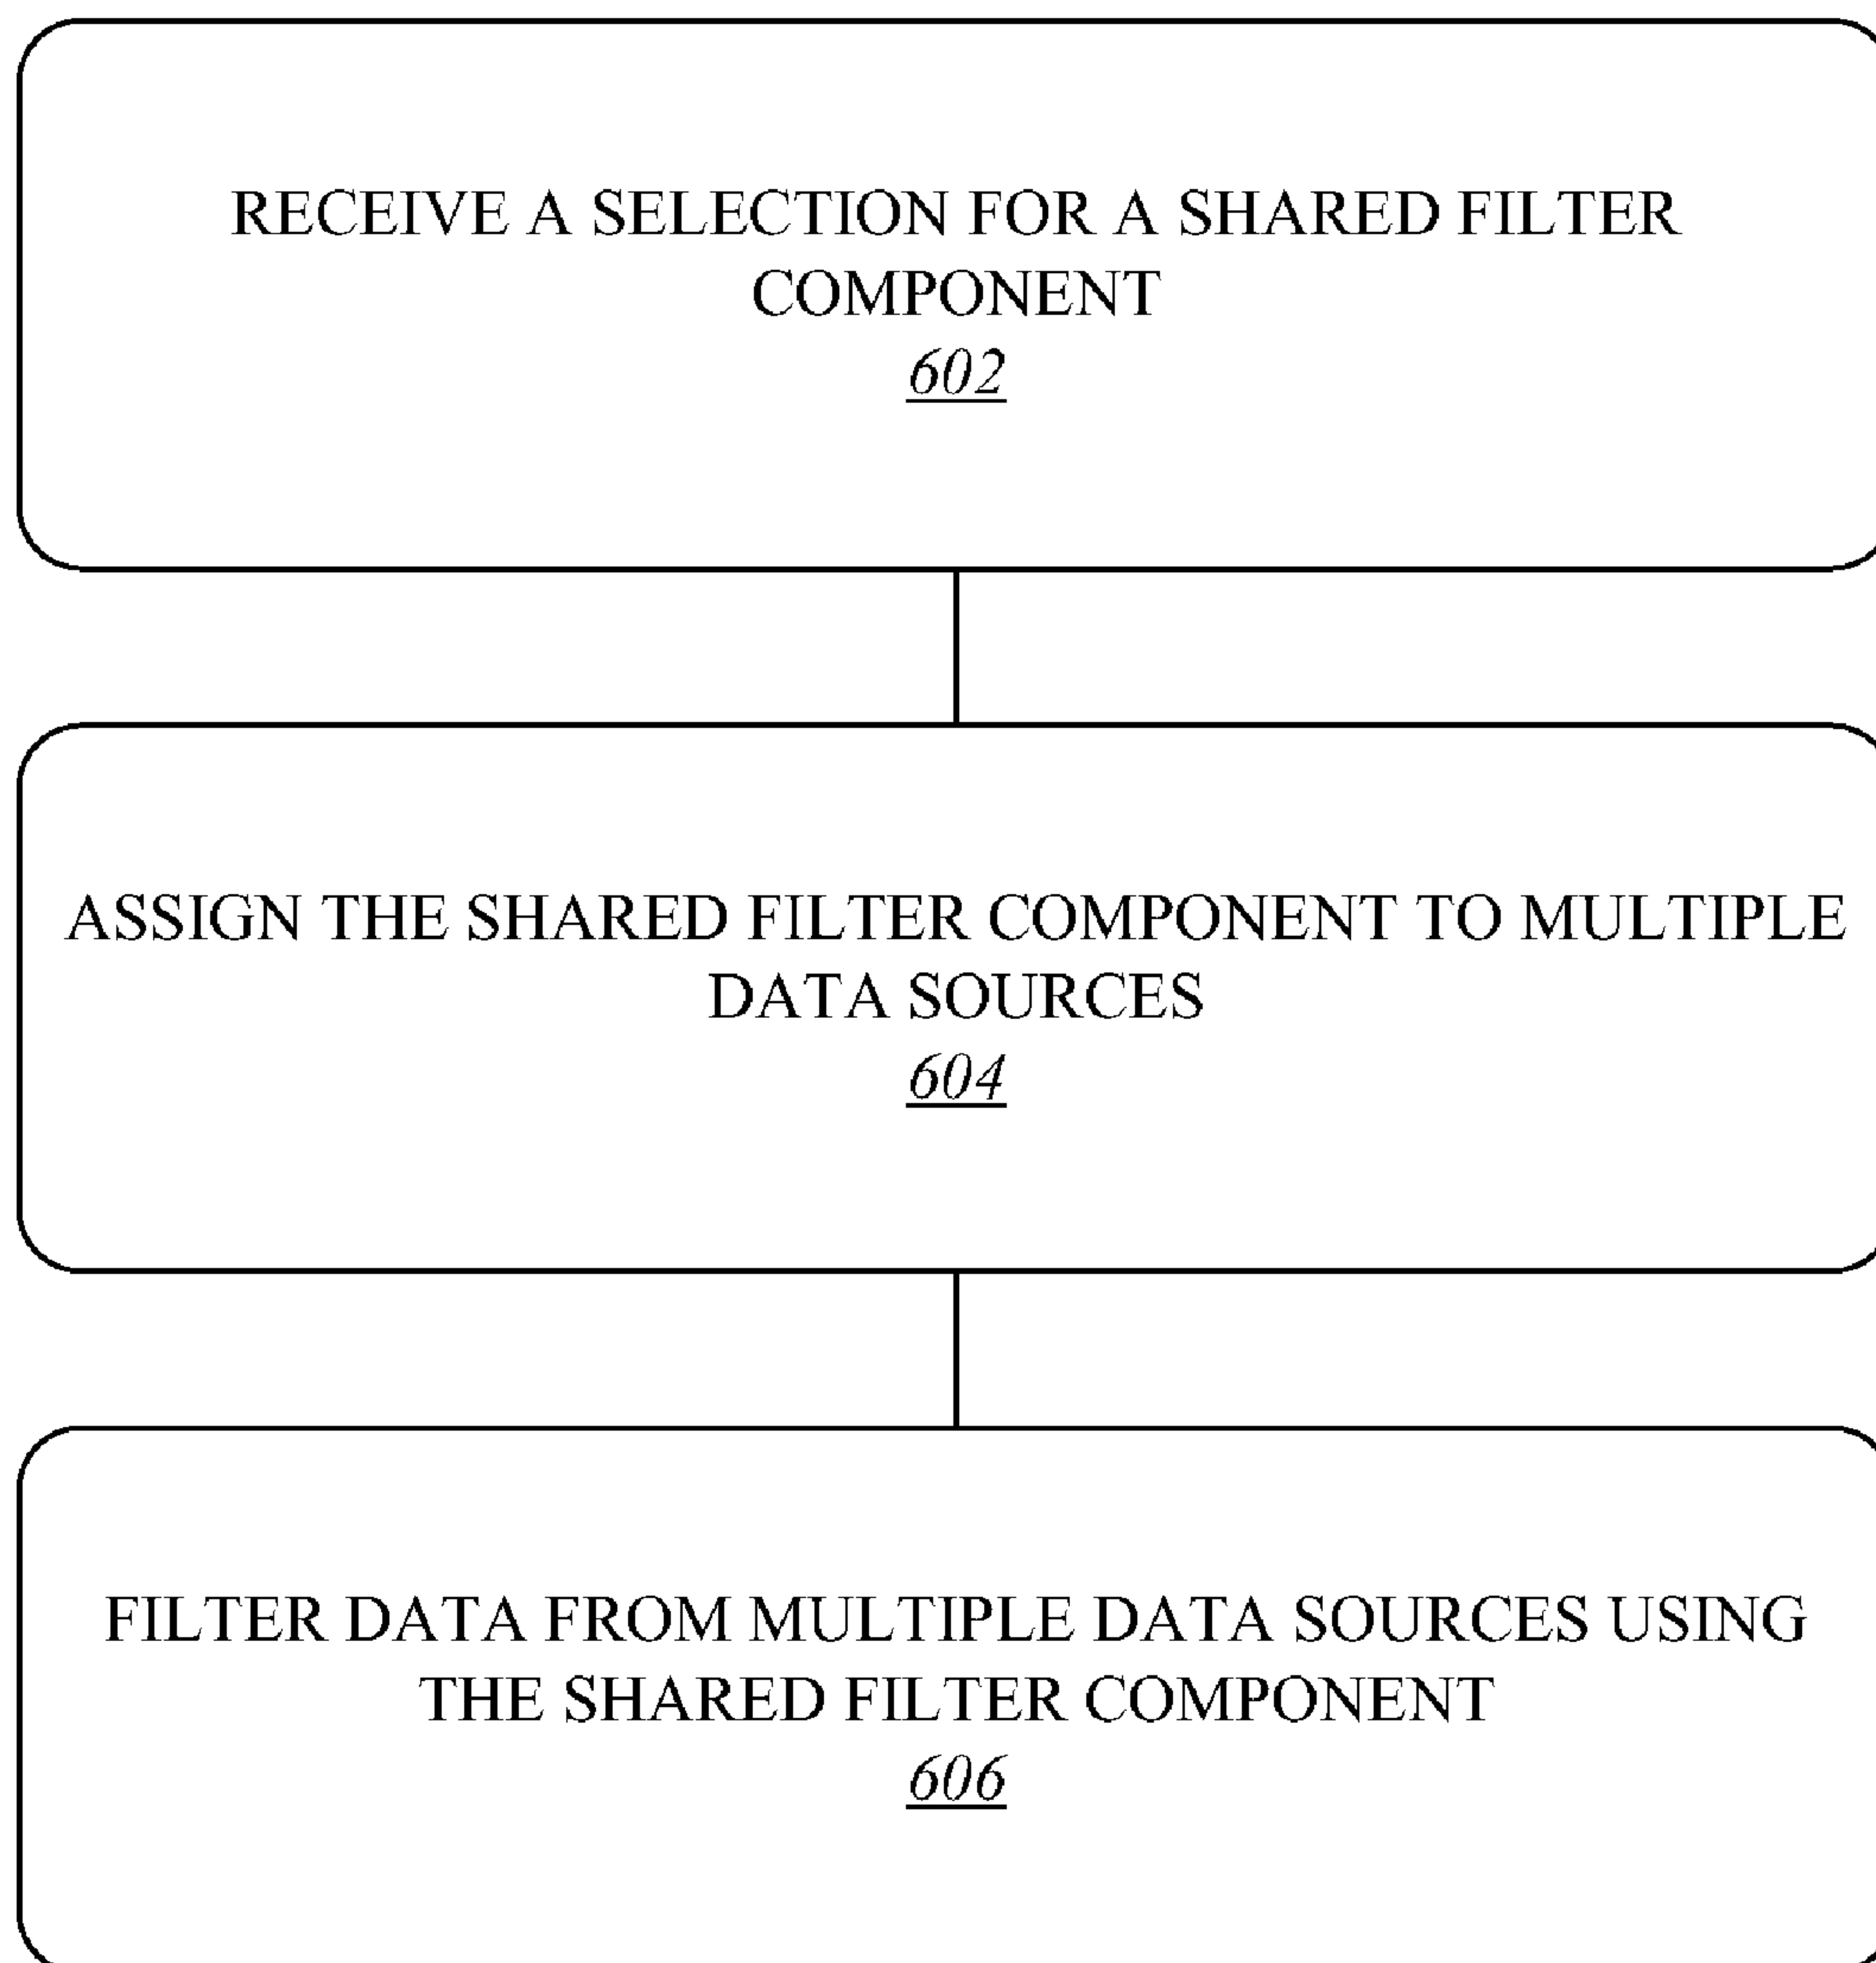 RECEIVE A SELECTION FOR A SHARED FILTER
COMPONENT
602
ASSIGN THE SHARED FILTER COMPONENT TO MULTIPLE
DATA SOURCES
604
FILTER DATA FROM MULTIPLE DATA SOURCES USING
THE SHARED FILTER COMPONENT
606